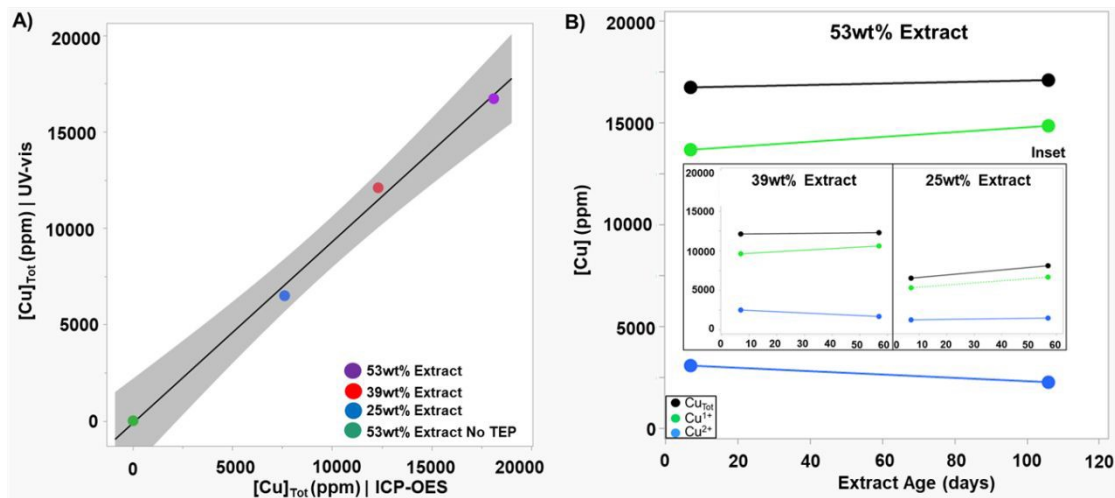 A)
20000
15000
10000
5000
0
[Cu]Tot (ppm) | UV-vis
53wt% Extract
39wt% Extract
25wt% Extract
53wt% Extract No TEP
0 5000 10000 15000 20000
[Cu]Tot (ppm) | ICP-OES
B)
53wt% Extract
20000
15000
10000
5000
0
[Cu] (ppm)
Inset
39wt% Extract
20000
15000
10000
5000
0
0 10 20 30 40 50 60
25wt% Extract
0 10 20 30 40 50 60
CuTot
Cu1+
Cu2+
0 20 40 60 80 100 120
Extract Age (days)